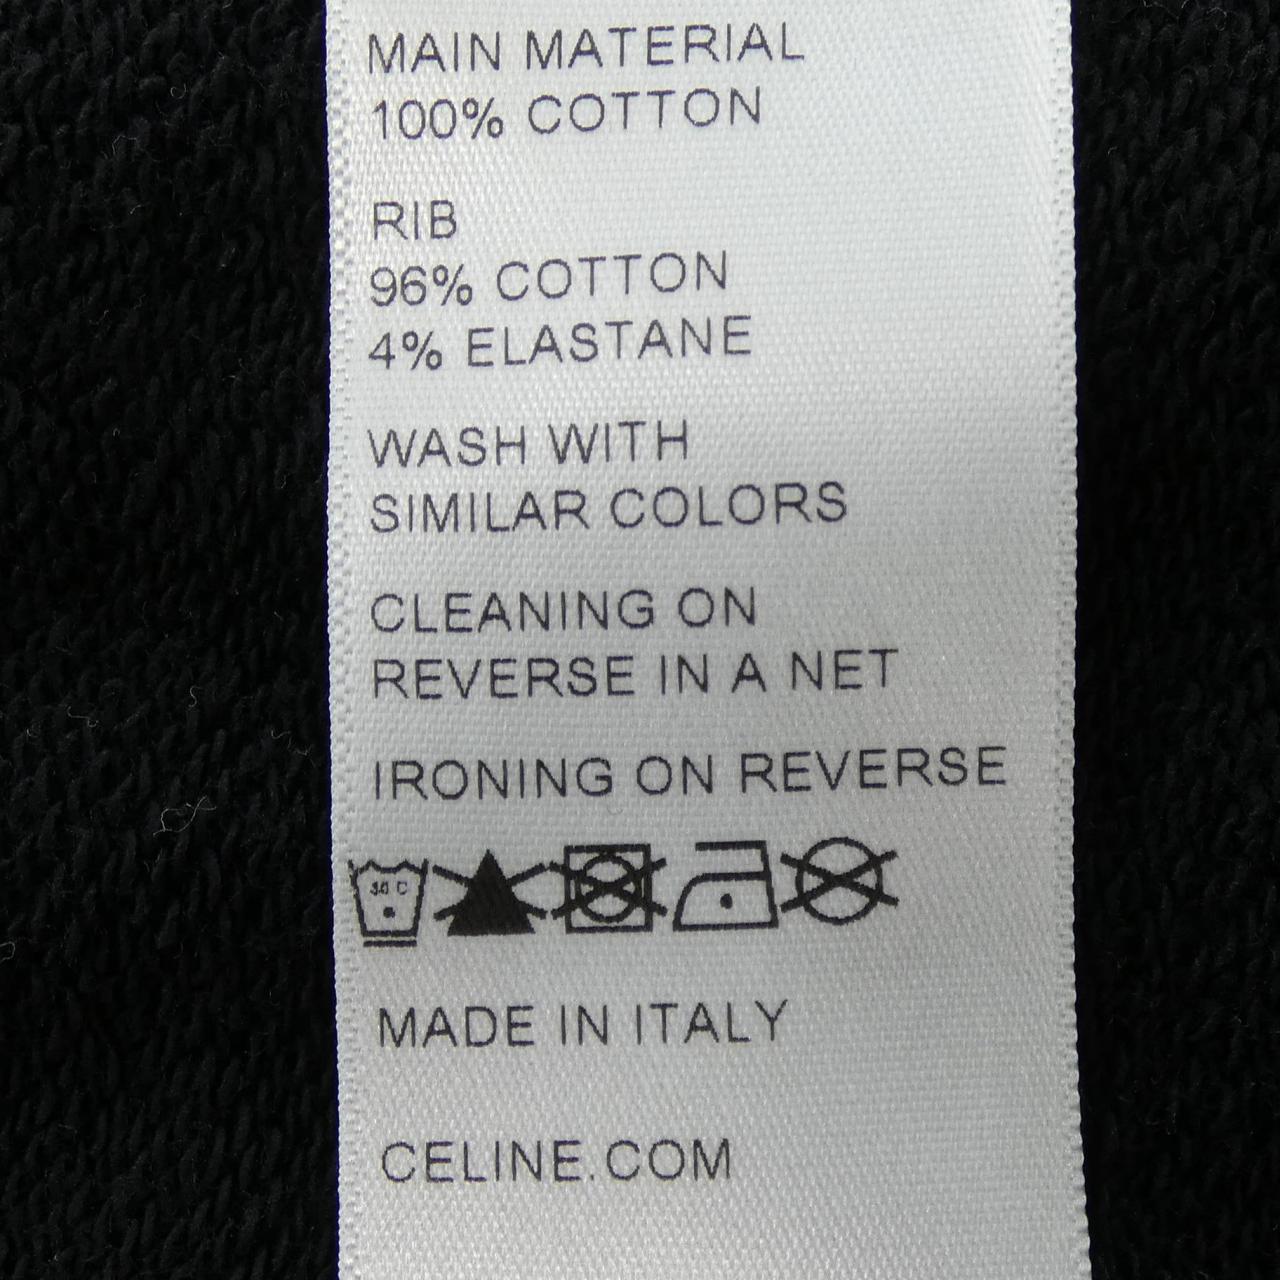 MAIN MATERIAL
100% COTTON
RIB
96% COTTON
4% ELASTANE
WASH WITH
SIMILAR COLORS
CLEANING ON
REVERSE IN A NET
IRONING ON REVERSE
30 C
MADE IN ITALY
CELINE.COM